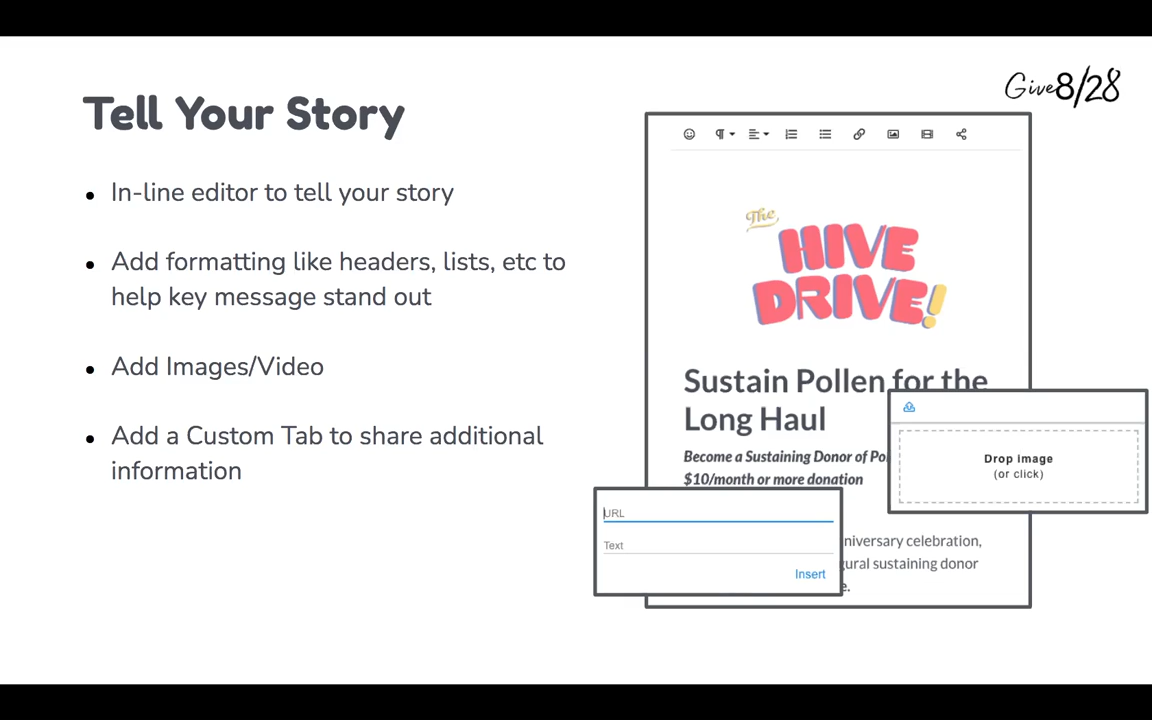 Give8/28
Tell Your Story
In-line editor to tell your story
Add formatting like headers, lists, etc to
help key message stand out
Add Images/Video
Add a Custom Tab to share additional
information
The
HIVE
DRIVE!
Sustain Pollen for the
Long Haul
Become a Sustaining Donor of
$10/month or more donation
Drop image
(or click)
URL
Text
Insert
celebration,
sustaining donor